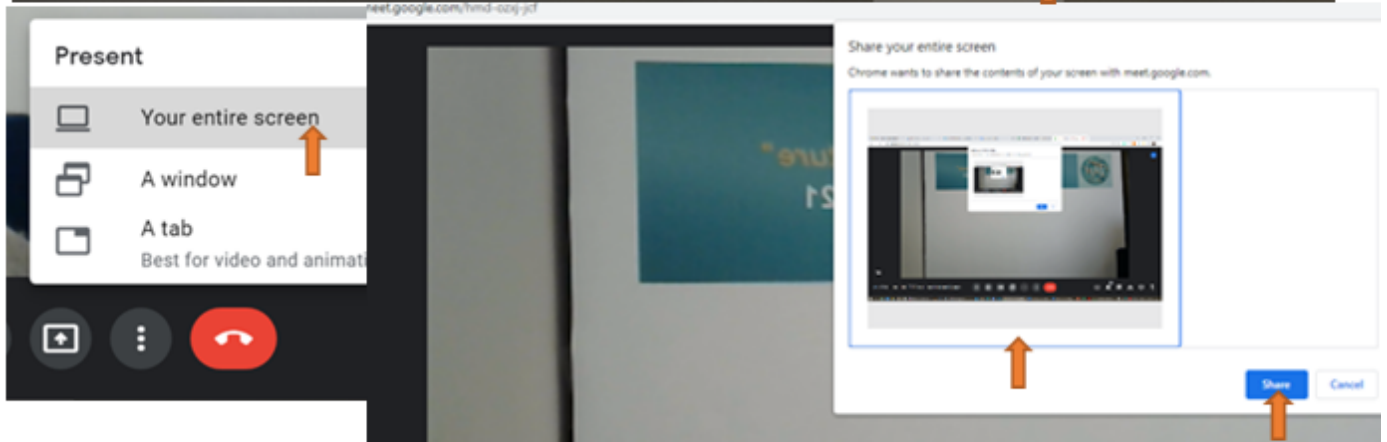 Present
Your entire screen
A window
A tab
Best for video and animati
meet.google.com/hmd-ozxj-jcf
Share your entire screen
Chrome wants to share the contents of your screen with meet.google.com.
Share
Cancel